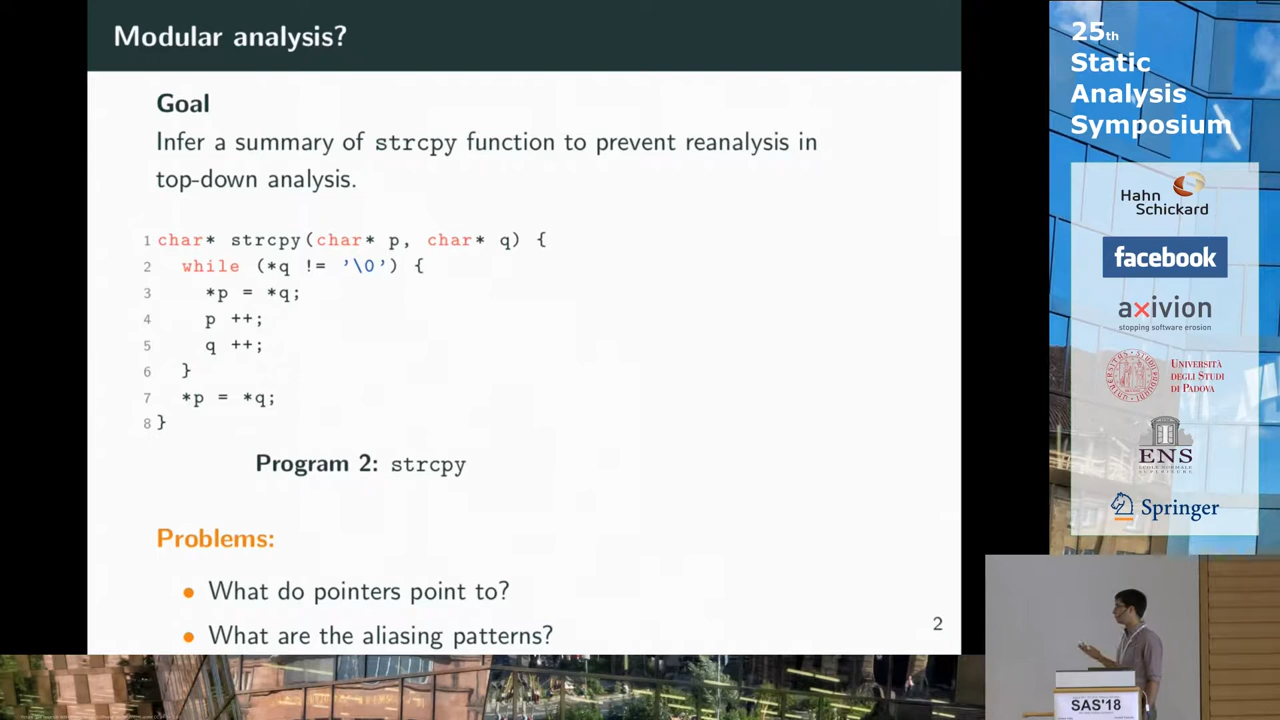 Modular analysis?
Goal
Infer a summary of strcpy function to prevent reanalysis in
top-down analysis.
1 char* strcpy(char* p, char* q) {
2 while (*q != '\0') {
3 *p = *q;
4 p ++;
5 q ++;
6 }
7 *p = *q;
8 }
Program 2: strcpy
Problems:
• What do pointers point to?
• What are the aliasing patterns?
2
25th
Static
Analysis
Symposium
Hahn
Schickard
facebook
axivion
stopping software erosion
UNIVERSITÀ
DEGLI STUDI
DI PADOVA
ENS
Springer
SAS'18